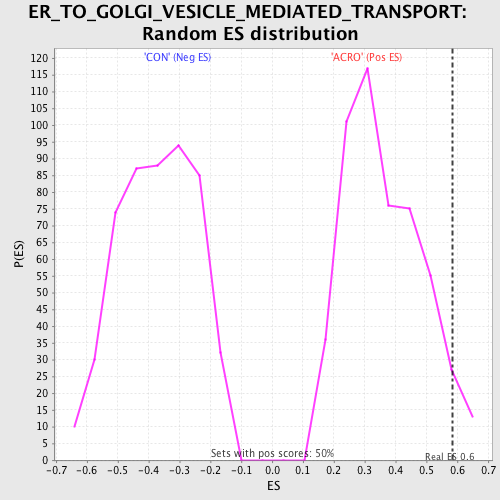 ER_TO_GOLGI_VESICLE_MEDIATED_TRANSPORT:
Random ES distribution
'CON' (Neg ES)
'ACRO' (Pos ES)
120
115
110
105
100
95
90
85
80
75
70
65
60
55
50
45
40
35
30
25
20
15
10
5
0
P(ES)
Sets with pos scores: 50%
Real ES 0.6
-0.7 -0.6 -0.5 -0.4 -0.3 -0.2 -0.1 0.0 0.1 0.2 0.3 0.4 0.5 0.6 0.7
ES